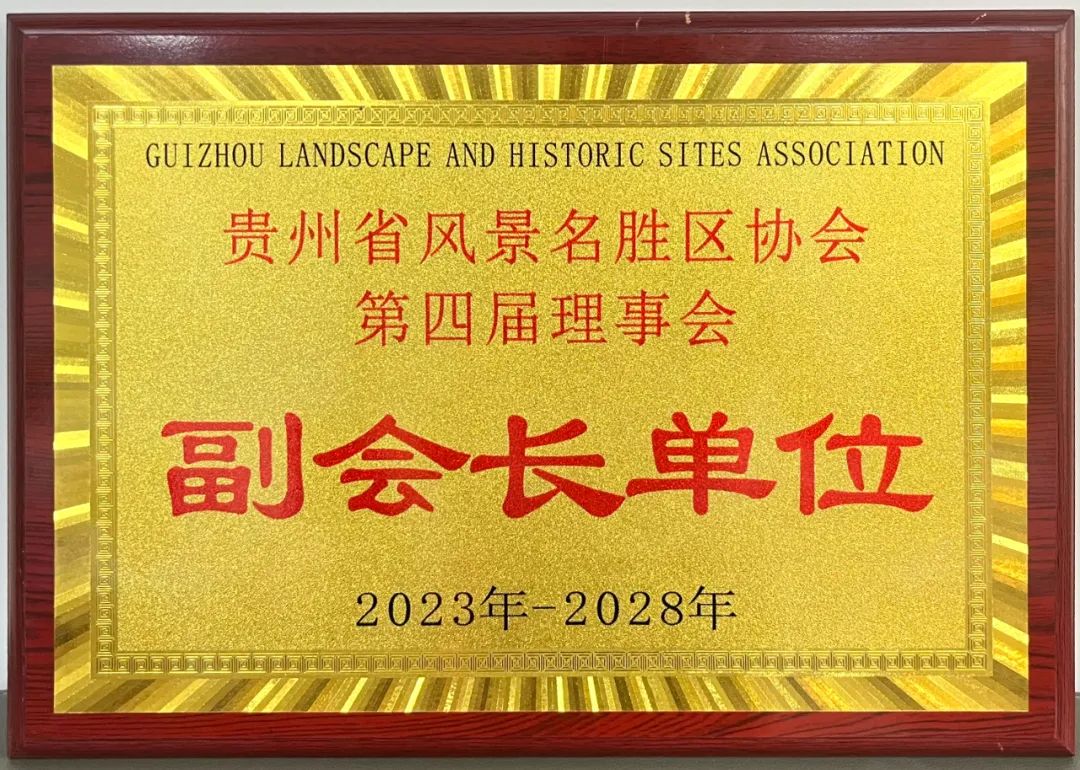 GUIZHOU LANDSCAPE AND HISTORIC SITES ASSOCIATION
贵州省风景名胜区协会
第四届理事会
副会长单位
2023年-2028年